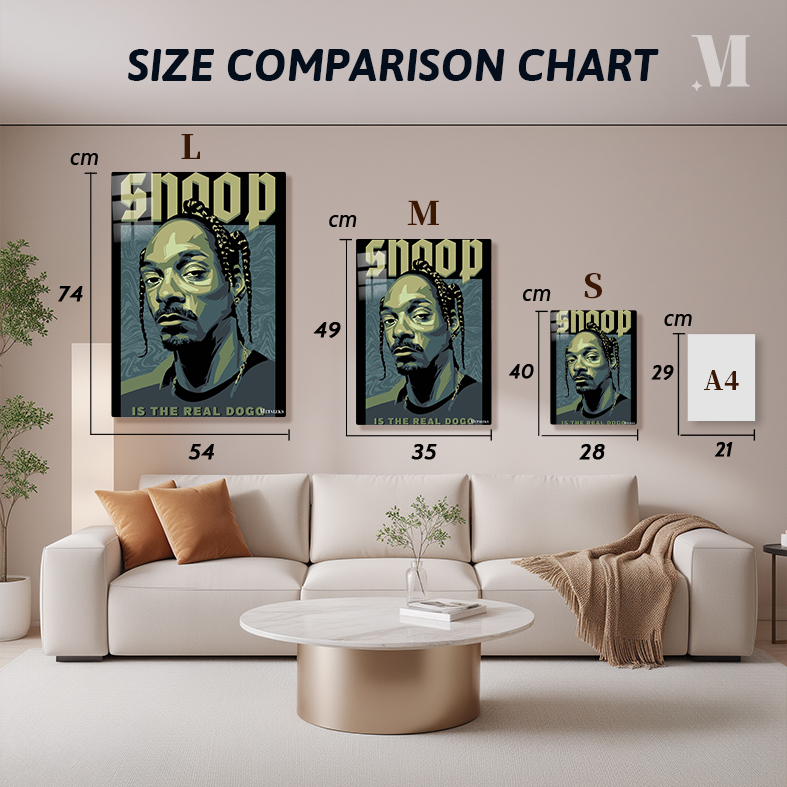 SIZE COMPARISON CHART
M
L
cm
74
54
snoop
IS THE REAL DOGG
M
cm
49
35
snoop
IS THE REAL DOGG
S
cm
40
28
snoop
IS THE REAL DOGG
cm
29
21
A4